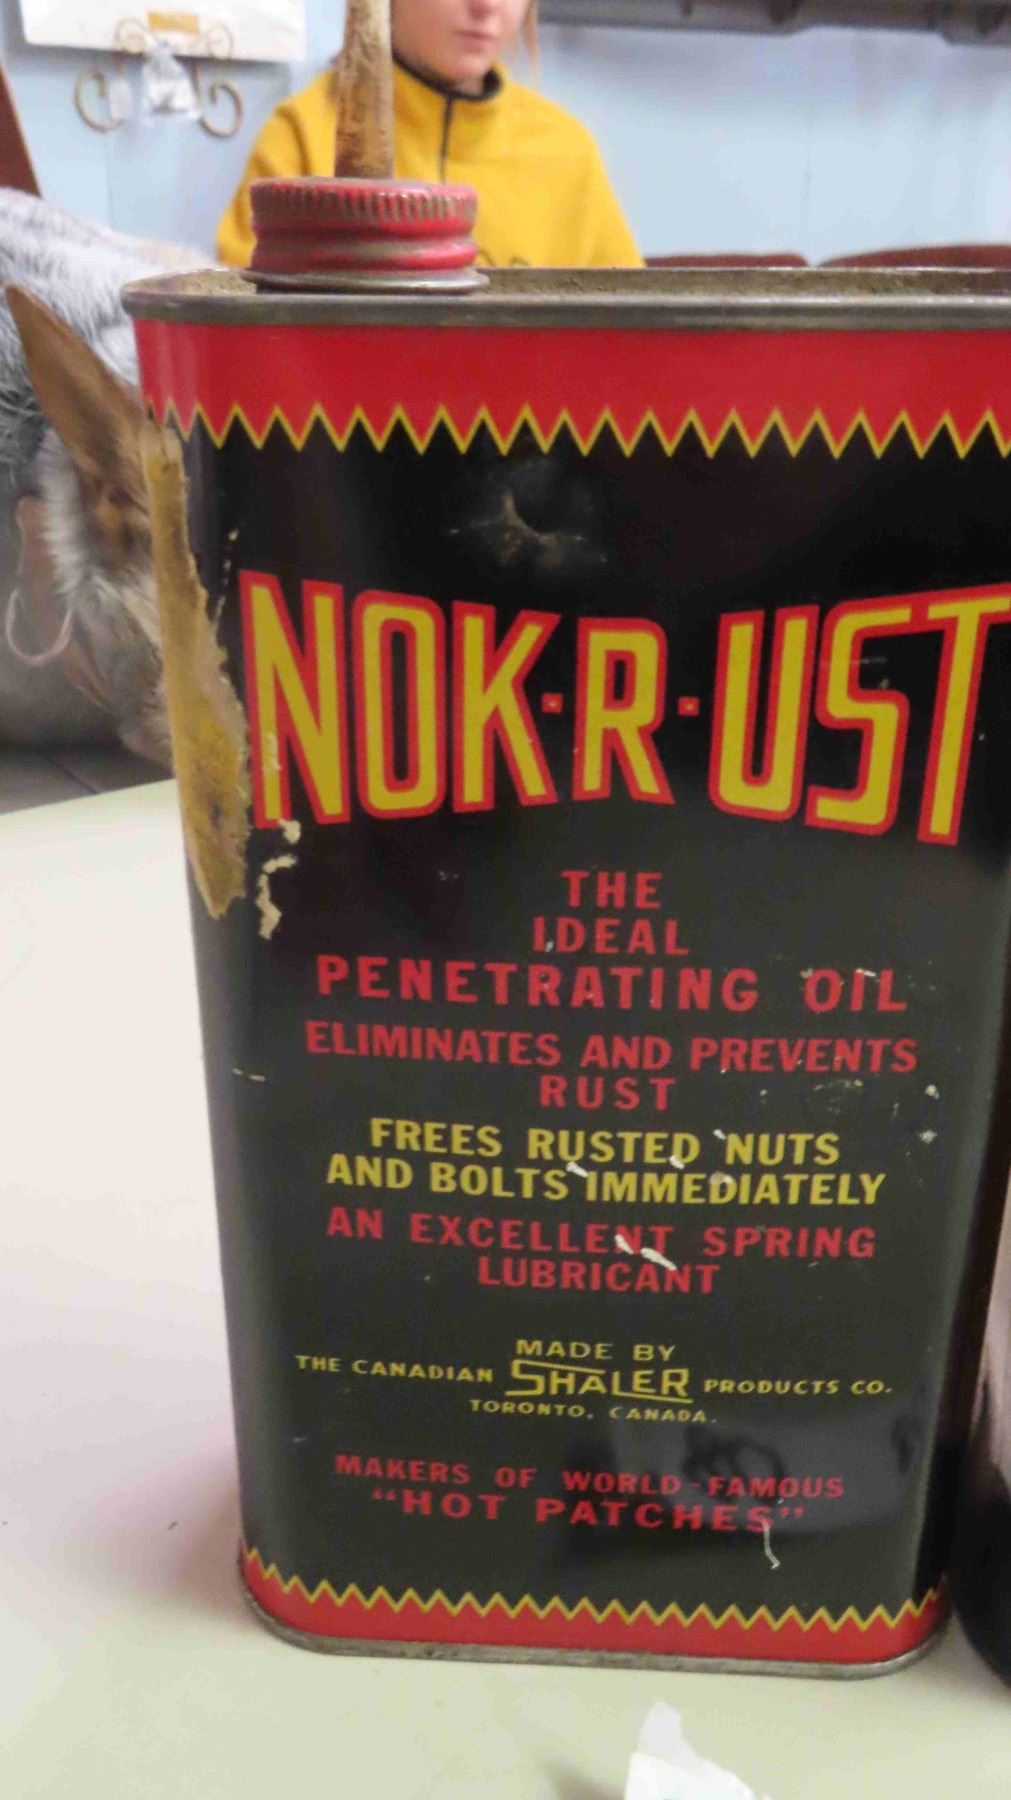 NOK·R·UST
THE
IDEAL
PENETRATING OIL
ELIMINATES AND PREVENTS
RUST
FREES RUSTED NUTS
AND BOLTS IMMEDIATELY
AN EXCELLENT SPRING
LUBRICANT
MADE BY
THE CANADIAN SHALER PRODUCTS CO.
TORONTO, CANADA.
MAKERS OF WORLD-FAMOUS
"HOT PATCHES"